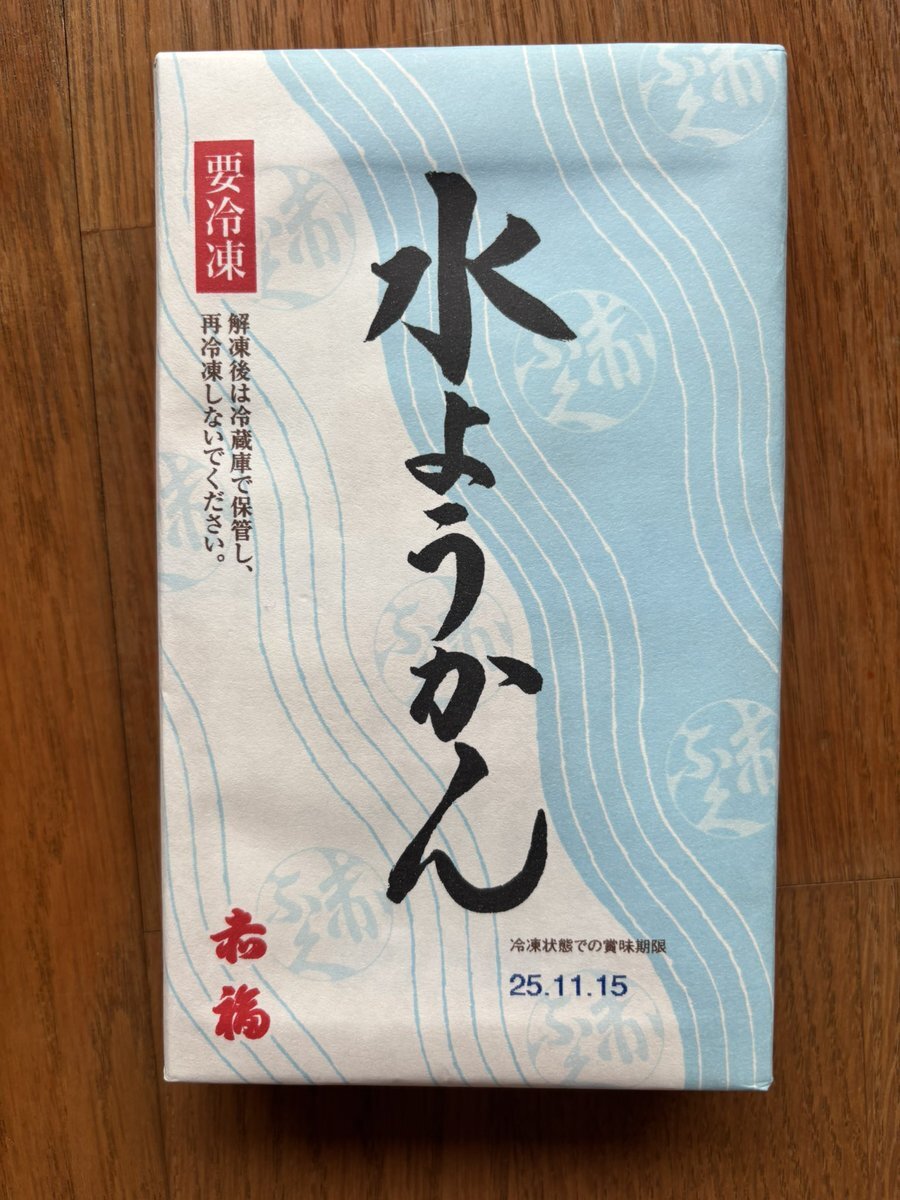 水ようかん
要冷凍
解凍後は冷蔵庫で保管し、
再冷凍しないでください。
赤福
冷凍状態での賞味期限
25.11.15